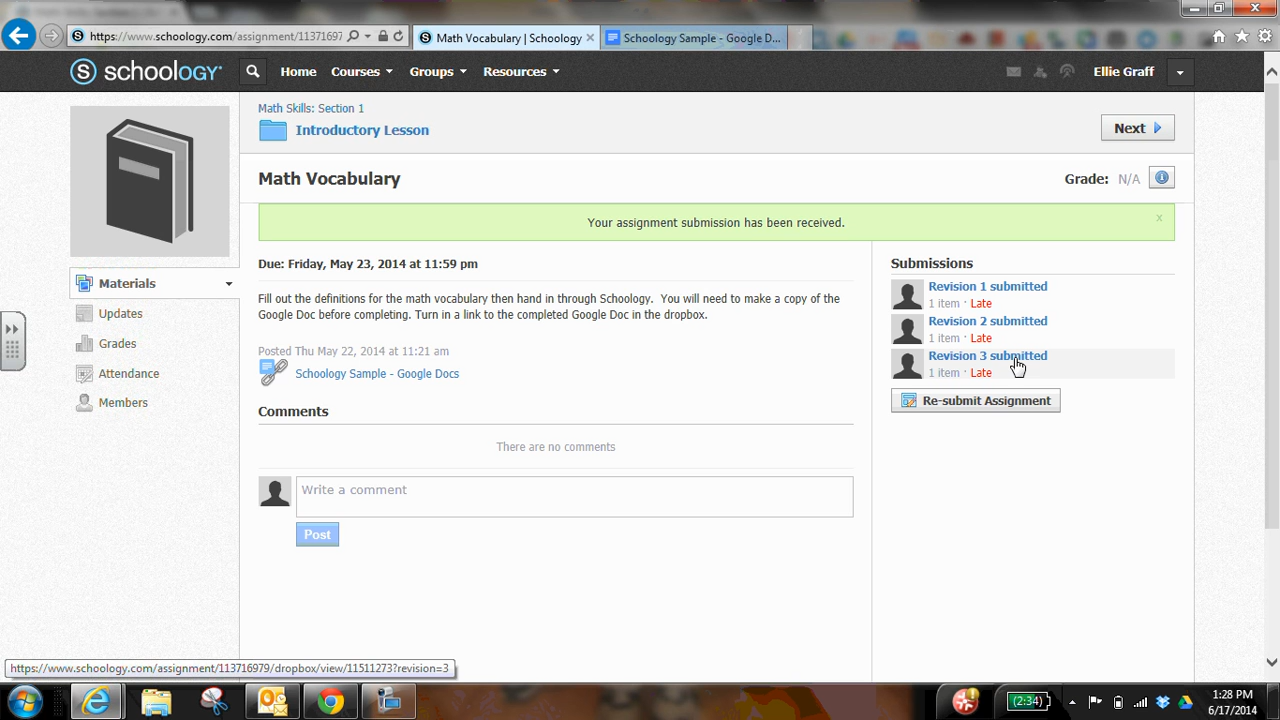 https://www.schoology.com/assignment/11371697
Math Vocabulary | Schoology
Schoology Sample - Google D...
S schoology
Home
Courses
Groups
Resources
Ellie Graff
Math Skills: Section 1
Introductory Lesson
Next
Math Vocabulary
Grade: N/A
Your assignment submission has been received.
x
Materials
Updates
Grades
Attendance
Members
Due: Friday, May 23, 2014 at 11:59 pm
Fill out the definitions for the math vocabulary then hand in through Schoology. You will need to make a copy of the
Google Doc before completing. Turn in a link to the completed Google Doc in the dropbox.
Posted Thu May 22, 2014 at 11:21 am
Schoology Sample - Google Docs
Comments
There are no comments
Write a comment
Post
Submissions
Revision 1 submitted
1 item · Late
Revision 2 submitted
1 item · Late
Revision 3 submitted
1 item · Late
Re-submit Assignment
https://www.schoology.com/assignment/113716979/dropbox/view/11511273?revision=3
(2:34)
1:28 PM
6/17/2014